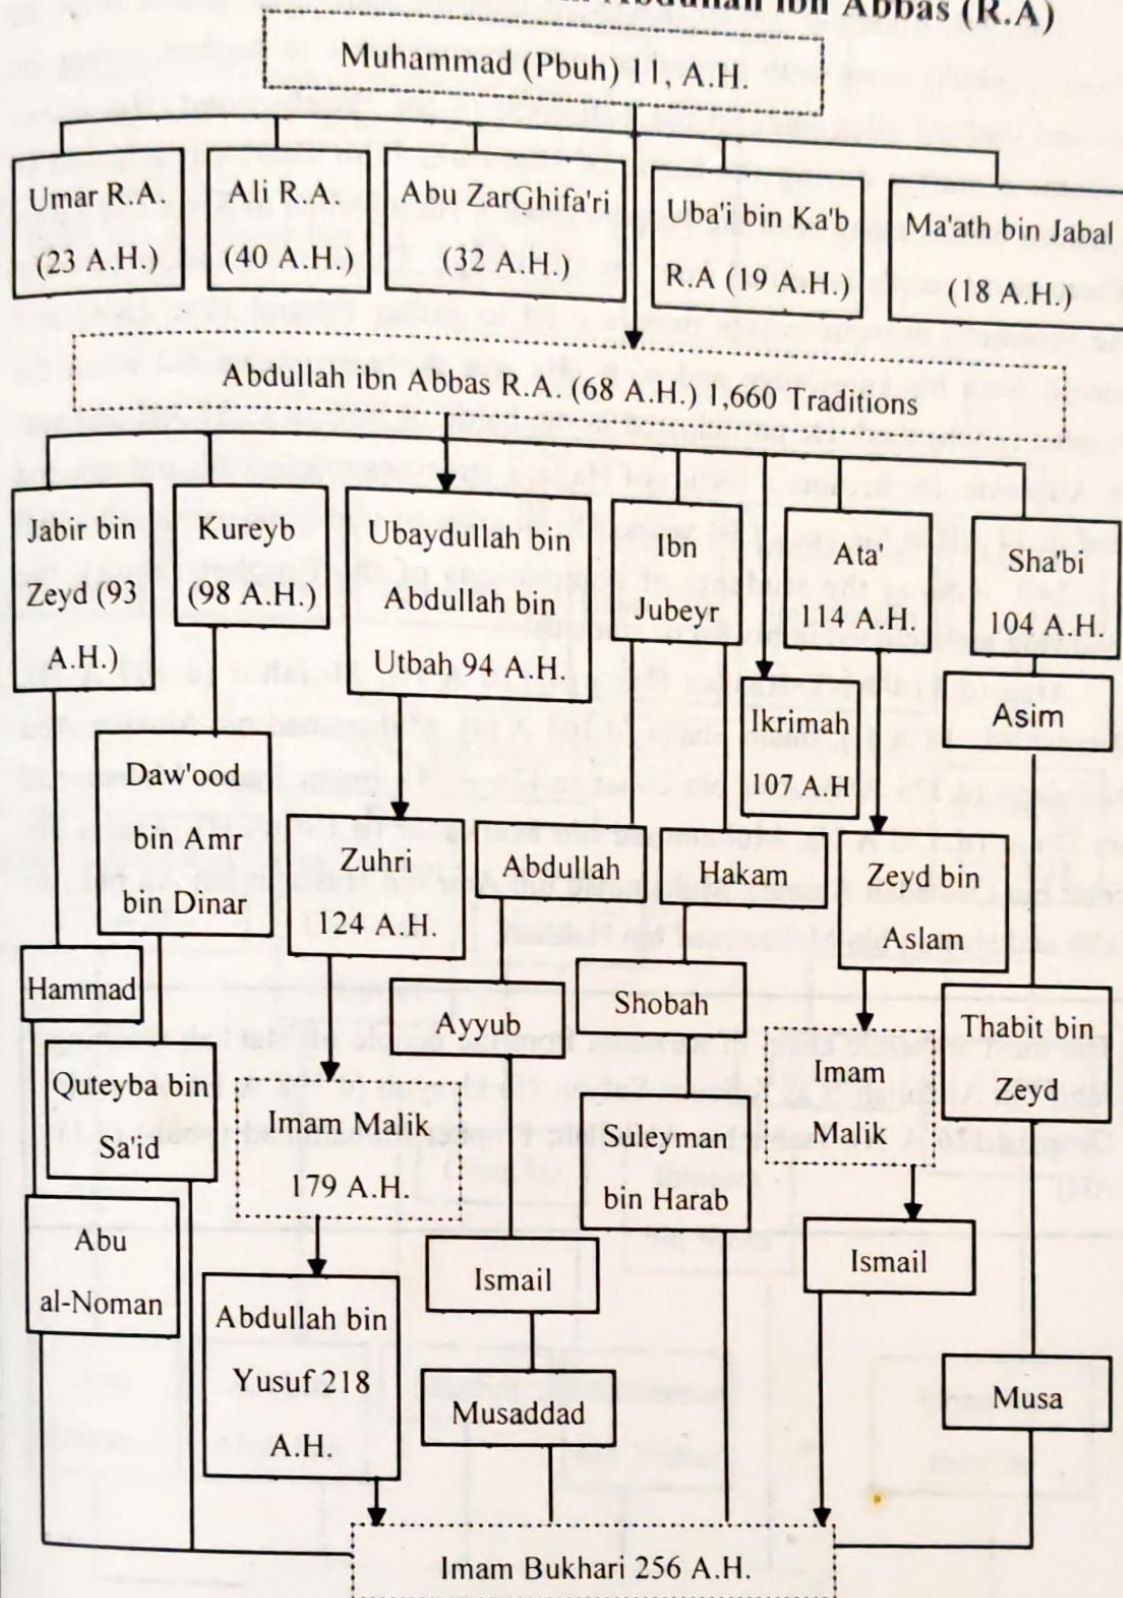 Abdullah ibn Abbas (R.A)
Muhammad (Pbuh) 11, A.H.
Umar R.A.
(23 A.H.)
Ali R.A.
(40 A.H.)
Abu ZarGhifa'ri
(32 A.H.)
Uba'i bin Ka'b
R.A (19 A.H.)
Ma'ath bin Jabal
(18 A.H.)
Abdullah ibn Abbas R.A. (68 A.H.) 1,660 Traditions
Jabir bin
Zeyd (93
A.H.)
Kureyb
(98 A.H.)
Ubaydullah bin
Abdullah bin
Utbah 94 A.H.
Ibn
Jubeyr
Ata'
114 A.H.
Sha'bi
104 A.H.
Ikrimah
107 A.H
Asim
Daw'ood
bin Amr
bin Dinar
Zuhri
124 A.H.
Abdullah
Hakam
Zeyd bin
Aslam
Hammad
Ayyub
Shobah
Thabit bin
Zeyd
Quteyba bin
Sa'id
Imam Malik
179 A.H.
Suleyman
bin Harab
Imam
Malik
Abu
al-Noman
Ismail
Ismail
Abdullah bin
Yusuf 218
A.H.
Musaddad
Musa
Imam Bukhari 256 A.H.